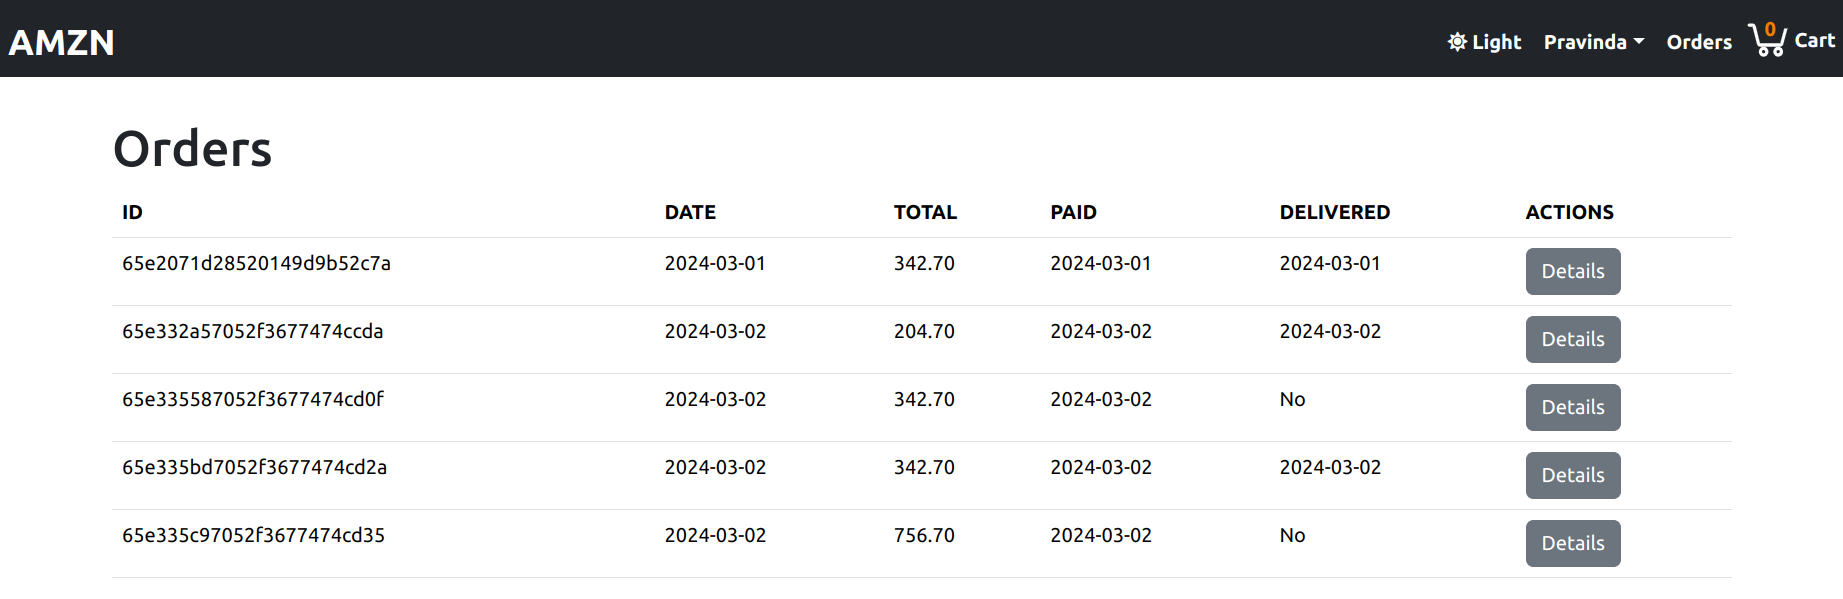 AMZN Light Pravinda Orders 0 Cart
Orders
ID DATE TOTAL PAID DELIVERED ACTIONS
65e2071d28520149d9b52c7a 2024-03-01 342.70 2024-03-01 2024-03-01 Details
65e332a57052f3677474ccda 2024-03-02 204.70 2024-03-02 2024-03-02 Details
65e335587052f3677474cd0f 2024-03-02 342.70 2024-03-02 No Details
65e335bd7052f3677474cd2a 2024-03-02 342.70 2024-03-02 2024-03-02 Details
65e335c97052f3677474cd35 2024-03-02 756.70 2024-03-02 No Details